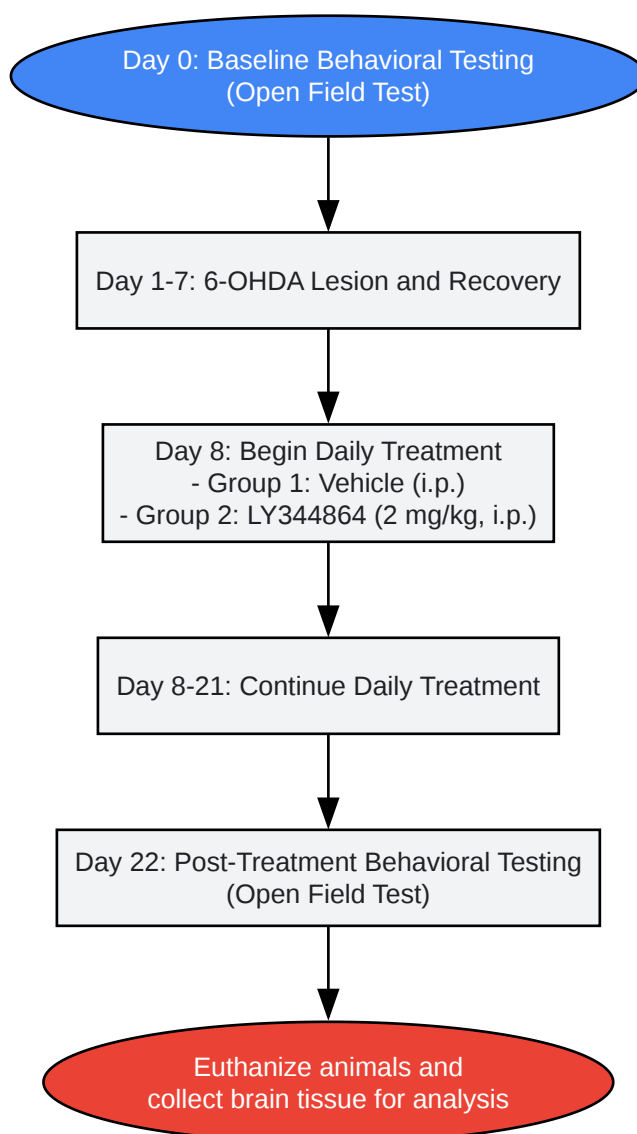 Day 0: Baseline Behavioral Testing
(Open Field Test)
Day 1-7: 6-OHDA Lesion and Recovery
Day 8: Begin Daily Treatment
- Group 1: Vehicle (i.p.)
- Group 2: LY344864 (2 mg/kg, i.p.)
Day 8-21: Continue Daily Treatment
Day 22: Post-Treatment Behavioral Testing
(Open Field Test)
Euthanize animals and
collect brain tissue for analysis